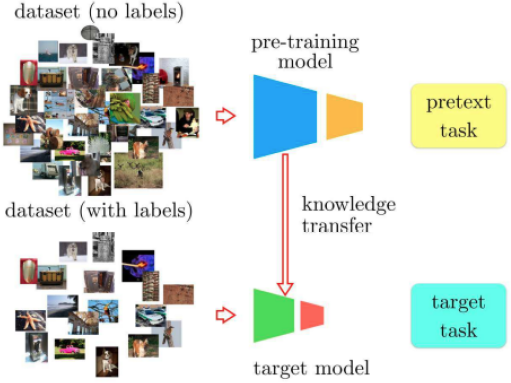 dataset (no labels)
pre-training
model
pretext
task
knowledge
transfer
dataset (with labels)
target
task
target model